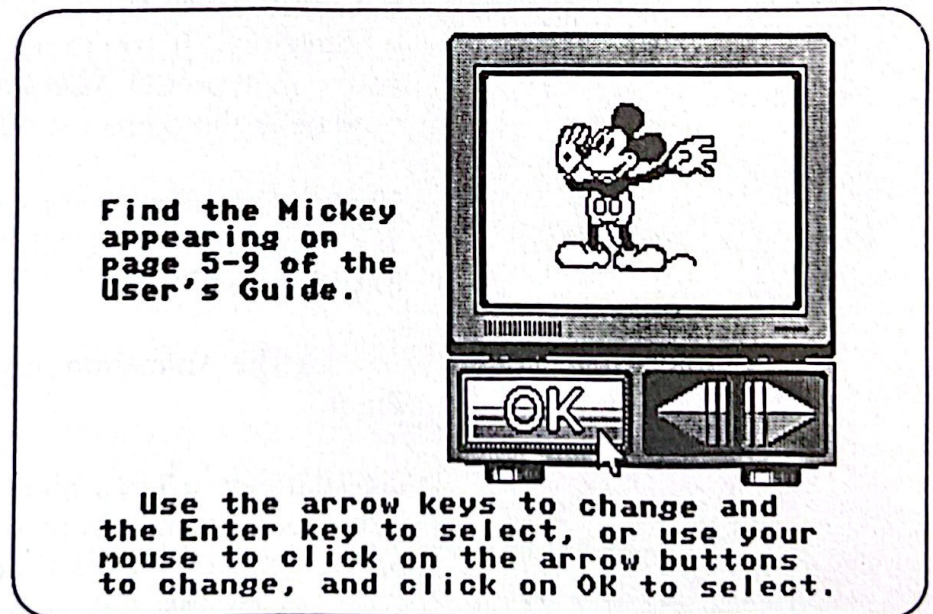 Find the Mickey
appearing on
page 5-9 of the
User's Guide.
OK
Use the arrow keys to change and
the Enter key to select, or use your
mouse to click on the arrow buttons
to change, and click on OK to select.